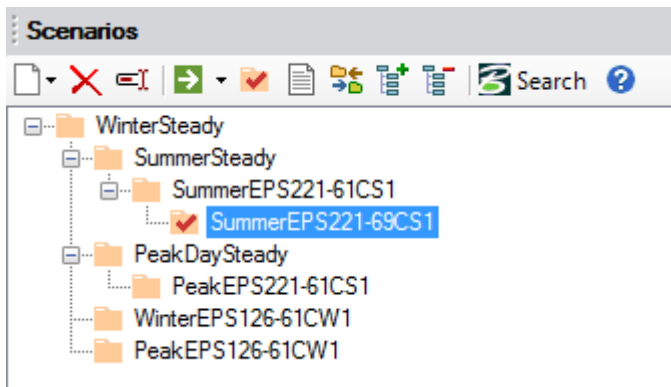 Scenarios
Search
WinterSteady
SummerSteady
SummerEPS221-61CS1
SummerEPS221-69CS1
PeakDaySteady
PeakEPS221-61CS1
WinterEPS126-61CW1
PeakEPS126-61CW1